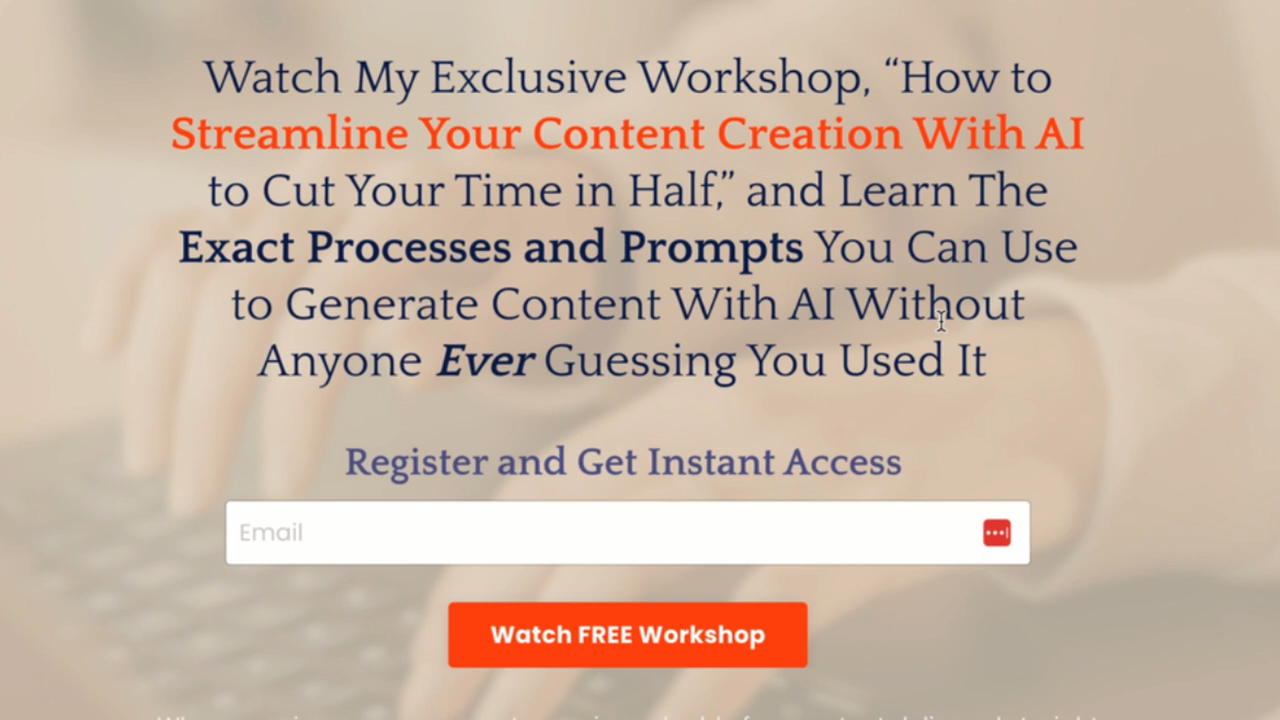 Watch My Exclusive Workshop, “How to
Streamline Your Content Creation With AI
to Cut Your Time in Half,” and Learn The
Exact Processes and Prompts You Can Use
to Generate Content With AI Without
Anyone Ever Guessing You Used It
Register and Get Instant Access
Email
Watch FREE Workshop